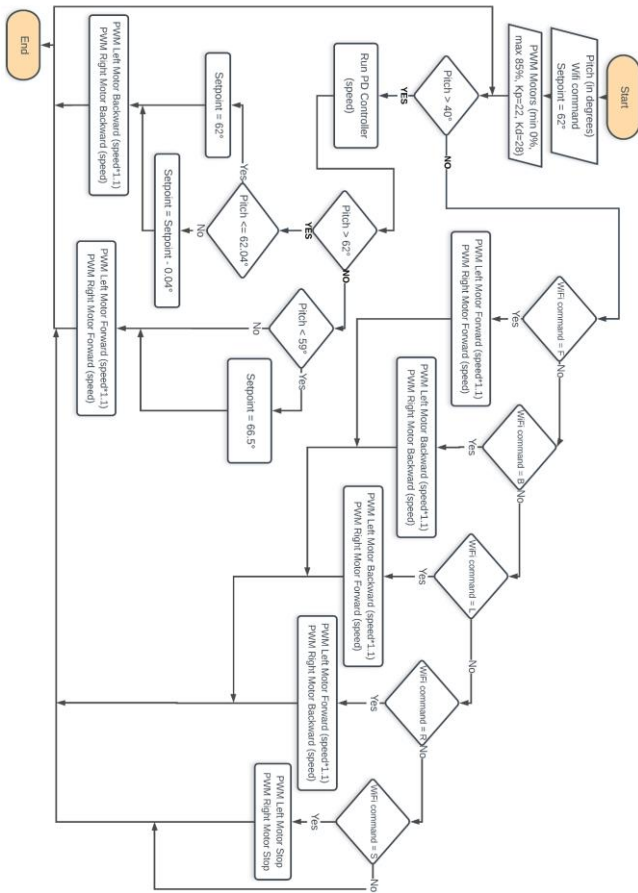 Start
Pitch (in degrees)
Wifi command
Setpoint = 62°
PWM Motors (min 0%,
max 85%, Kp=22, Kd=28)
Pitch > 40°
NO
YES
Run PD Controller
(speed)
Pitch > 62°
YES
NO
Pitch <= 62.04°
Yes
No
Setpoint = 62°
Setpoint = Setpoint - 0.04°
PWM Left Motor Backward (speed*1.1)
PWM Right Motor Backward (speed)
Pitch < 59°
Yes
No
Setpoint = 66.5°
PWM Left Motor Forward (speed*1.1)
PWM Right Motor Forward (speed)
WiFi command = F
No
Yes
PWM Left Motor Forward (speed*1.1)
PWM Right Motor Forward (speed)
WiFi command = B
No
Yes
PWM Left Motor Backward (speed*1.1)
PWM Right Motor Backward (speed)
WiFi command = L
No
Yes
PWM Left Motor Backward (speed*1.1)
PWM Right Motor Forward (speed)
WiFi command = R
No
Yes
PWM Left Motor Forward (speed*1.1)
PWM Right Motor Backward (speed)
WiFi command = S
No
Yes
PWM Left Motor Stop
PWM Right Motor Stop
End